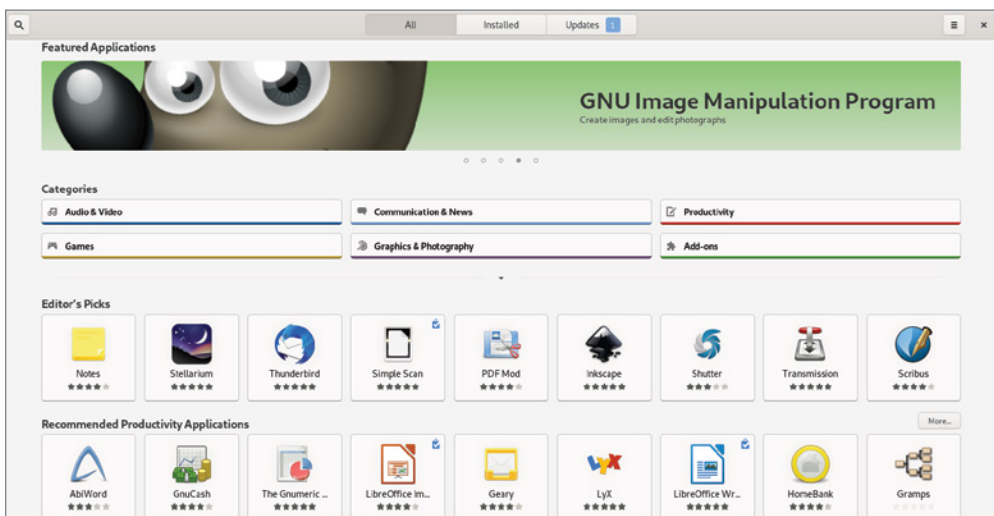 All Installed Updates 1
Featured Applications
GNU Image Manipulation Program
Create images and edit photographs
Categories
Audio & Video Communication & News Productivity
Games Graphics & Photography Add-ons
Editor's Picks
Notes Stellarium Thunderbird Simple Scan PDF Mod Inkscape Shutter Transmission Scribus
Recommended Productivity Applications More...
AbiWord GnuCash The Gnumeric ... LibreOffice Im... Geary LyX LibreOffice Wr... HomeBank Gramps